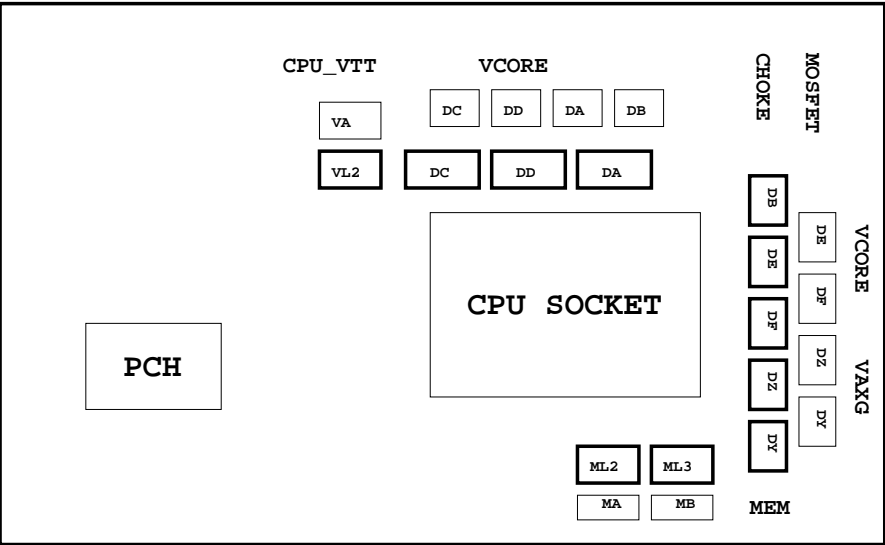 CPU_VTT VCORE
CHOKE
MOSFET
VA
DC DD DA DB
VL2 DC DD DA
DB
DE
DF
DZ
DY
DE
DF
DZ
DY
VCORE
VAXG
CPU SOCKET
PCH
ML2 ML3
MA MB
MEM